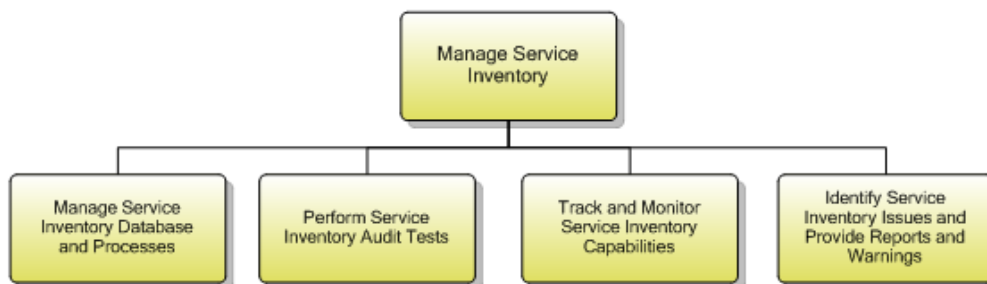 Manage Service
Inventory
Manage Service
Inventory Database
and Processes
Perform Service
Inventory Audit Tests
Track and Monitor
Service Inventory
Capabilities
Identify Service
Inventory Issues and
Provide Reports and
Warnings